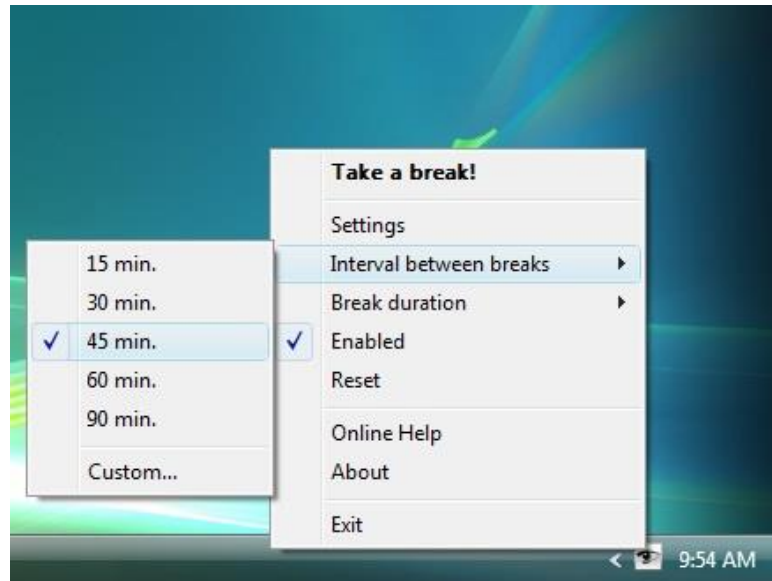 Take a break!
Settings
Interval between breaks
Break duration
Enabled
Reset
Online Help
About
Exit
15 min.
30 min.
45 min.
60 min.
90 min.
Custom...
9:54 AM